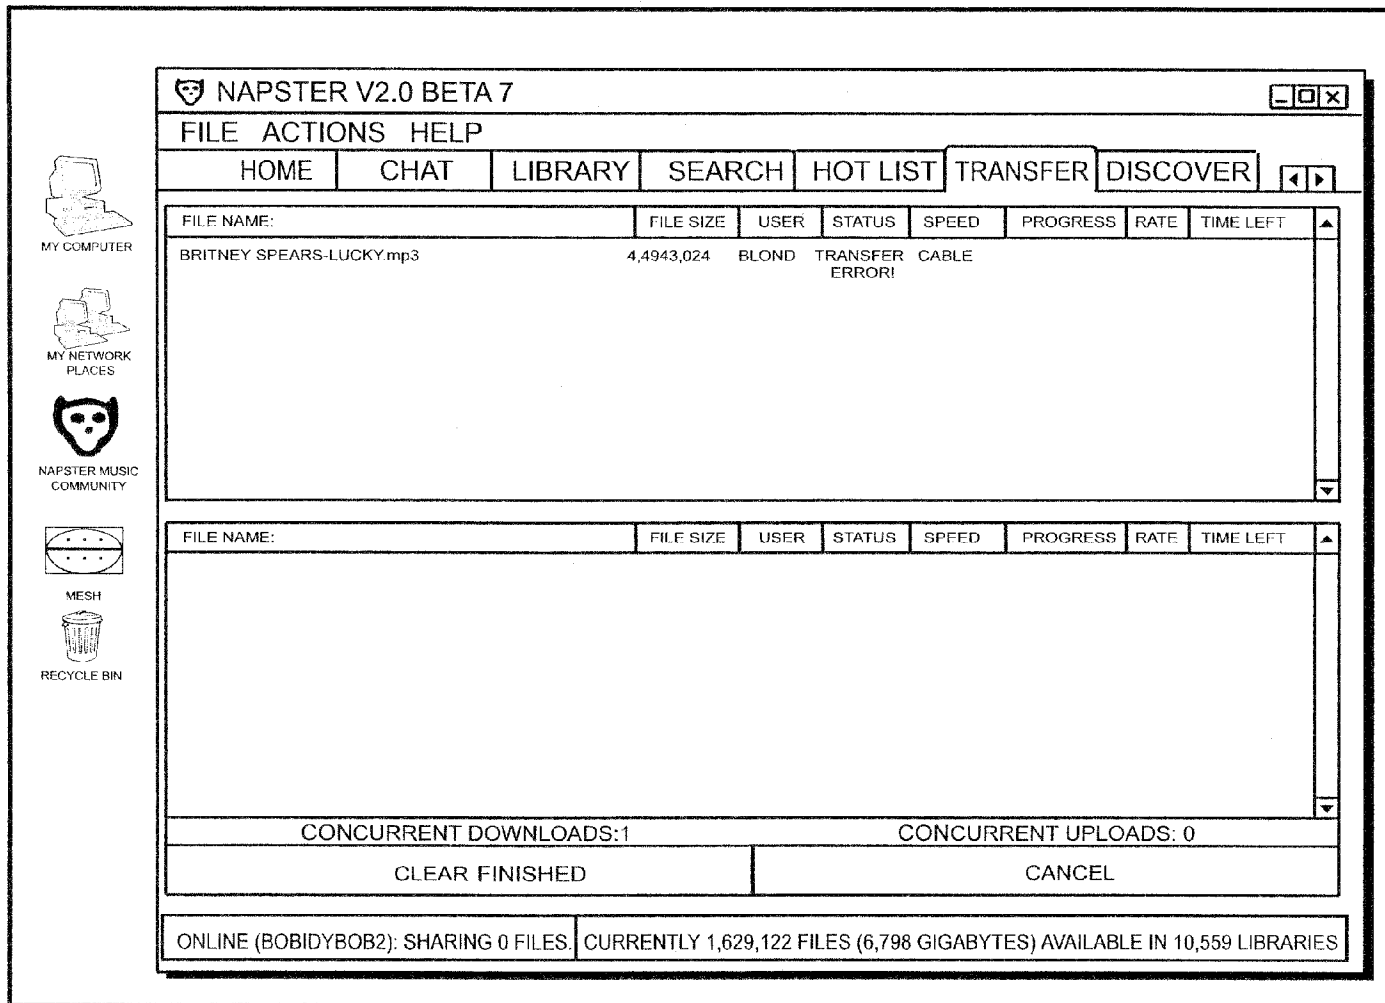 NAPSTER V2.0 BETA 7
FILE ACTIONS HELP
HOME CHAT LIBRARY SEARCH HOT LIST TRANSFER DISCOVER
FILE NAME: FILE SIZE USER STATUS SPEED PROGRESS RATE TIME LEFT
BRITNEY SPEARS-LUCKY.mp3 4,4943,024 BLOND TRANSFER CABLE
ERROR!
MY COMPUTER
MY NETWORK
PLACES
NAPSTER MUSIC
COMMUNITY
MESH
RECYCLE BIN
FILE NAME: FILE SIZE USER STATUS SPEED PROGRESS RATE TIME LEFT
CONCURRENT DOWNLOADS:1 CONCURRENT UPLOADS: 0
CLEAR FINISHED CANCEL
ONLINE (BOBIDYBOB2): SHARING 0 FILES. CURRENTLY 1,629,122 FILES (6,798 GIGABYTES) AVAILABLE IN 10,559 LIBRARIES